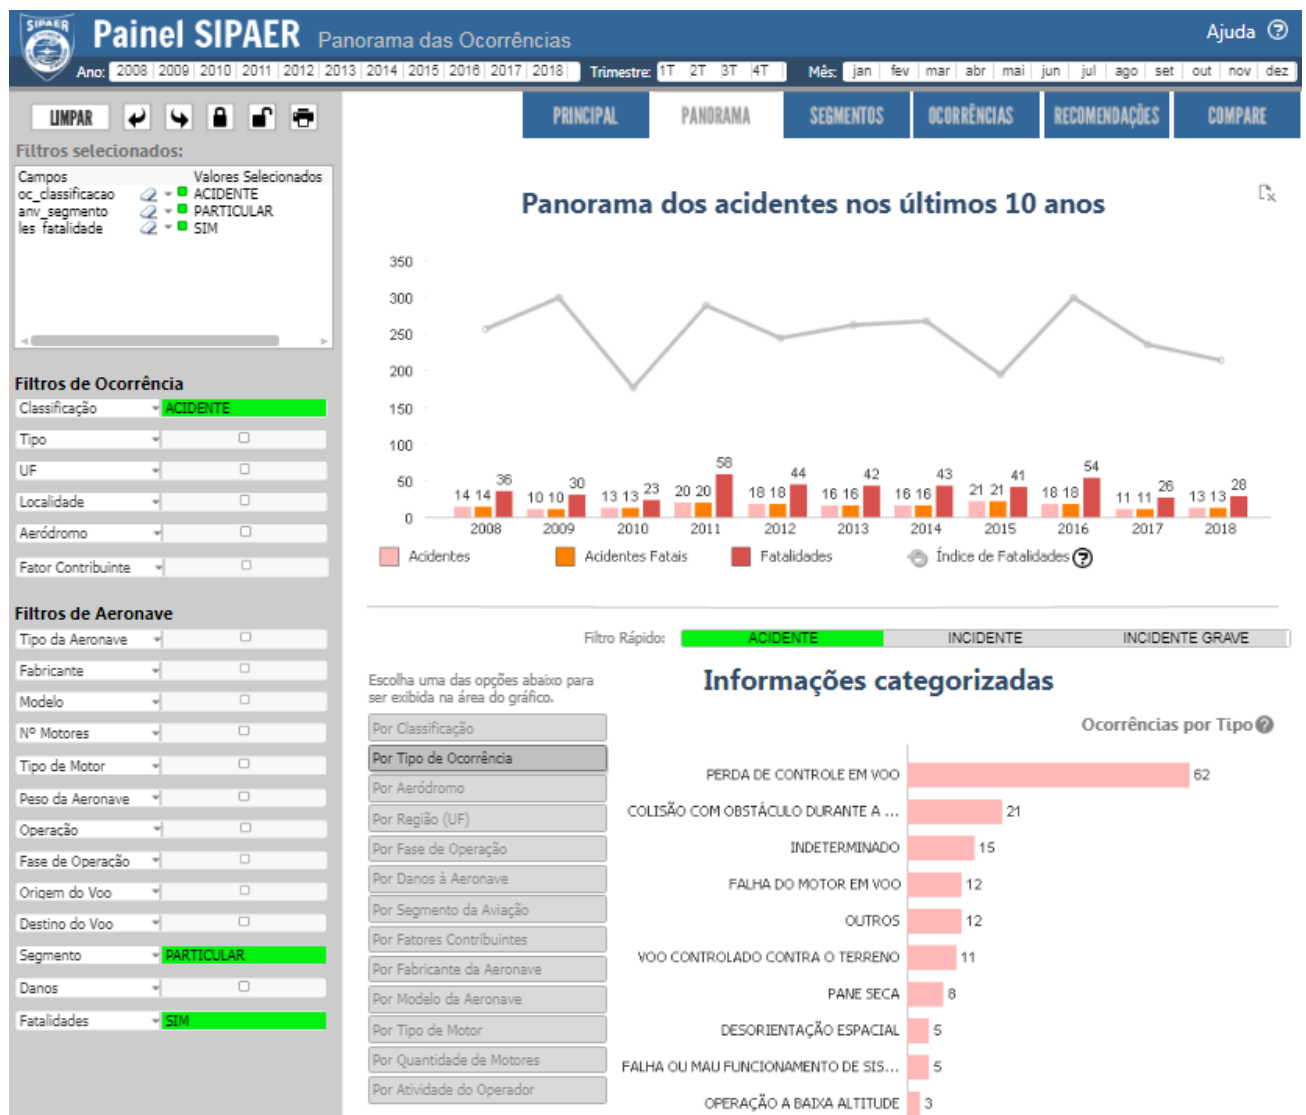 SIPAER
Painel SIPAER Panorama das Ocorrências
Ajuda ?
Ano: 2008 2009 2010 2011 2012 2013 2014 2015 2016 2017 2018 Trimestre: 1T 2T 3T 4T Mês: jan fev mar abr mai jun jul ago set out nov dez
LIMPAR
PRINCIPAL PANORAMA SEGMENTOS OCORRÊNCIAS RECOMENDAÇÕES COMPARE
Filtros selecionados:
Campos Valores Selecionados
oc_classificacao ACIDENTE
anv_segmento PARTICULAR
les_fatalidade SIM
Filtros de Ocorrência
Classificação ACIDENTE
Tipo
UF
Localidade
Aeródromo
Fator Contribuinte
Filtros de Aeronave
Tipo da Aeronave
Fabricante
Modelo
Nº Motores
Tipo de Motor
Peso da Aeronave
Operação
Fase de Operação
Origem do Voo
Destino do Voo
Segmento PARTICULAR
Danos
Fatalidades SIM
Panorama dos acidentes nos últimos 10 anos
350
300
250
200
150
100
50
0
14 14 36 10 10 30 13 13 23 20 20 58 18 18 44 16 16 42 16 16 43 21 21 41 18 18 54 11 11 26 13 13 28
2008 2009 2010 2011 2012 2013 2014 2015 2016 2017 2018
Acidentes Acidentes Fatais Fatalidades Índice de Fatalidades ?
Filtro Rápido: ACIDENTE INCIDENTE INCIDENTE GRAVE
Escolha uma das opções abaixo para
ser exibida na área do gráfico.
Por Classificação
Por Tipo de Ocorrência
Por Aeródromo
Por Região (UF)
Por Fase de Operação
Por Danos à Aeronave
Por Segmento da Aviação
Por Fatores Contribuintes
Por Fabricante da Aeronave
Por Modelo da Aeronave
Por Tipo de Motor
Por Quantidade de Motores
Por Atividade do Operador
Informações categorizadas
Ocorrências por Tipo ?
PERDA DE CONTROLE EM VOO 62
COLISÃO COM OBSTÁCULO DURANTE A ... 21
INDETERMINADO 15
FALHA DO MOTOR EM VOO 12
OUTROS 12
VOO CONTROLADO CONTRA O TERRENO 11
PANE SECA 8
DESORIENTAÇÃO ESPACIAL 5
FALHA OU MAU FUNCIONAMENTO DE SIS... 5
OPERAÇÃO A BAIXA ALTITUDE 3